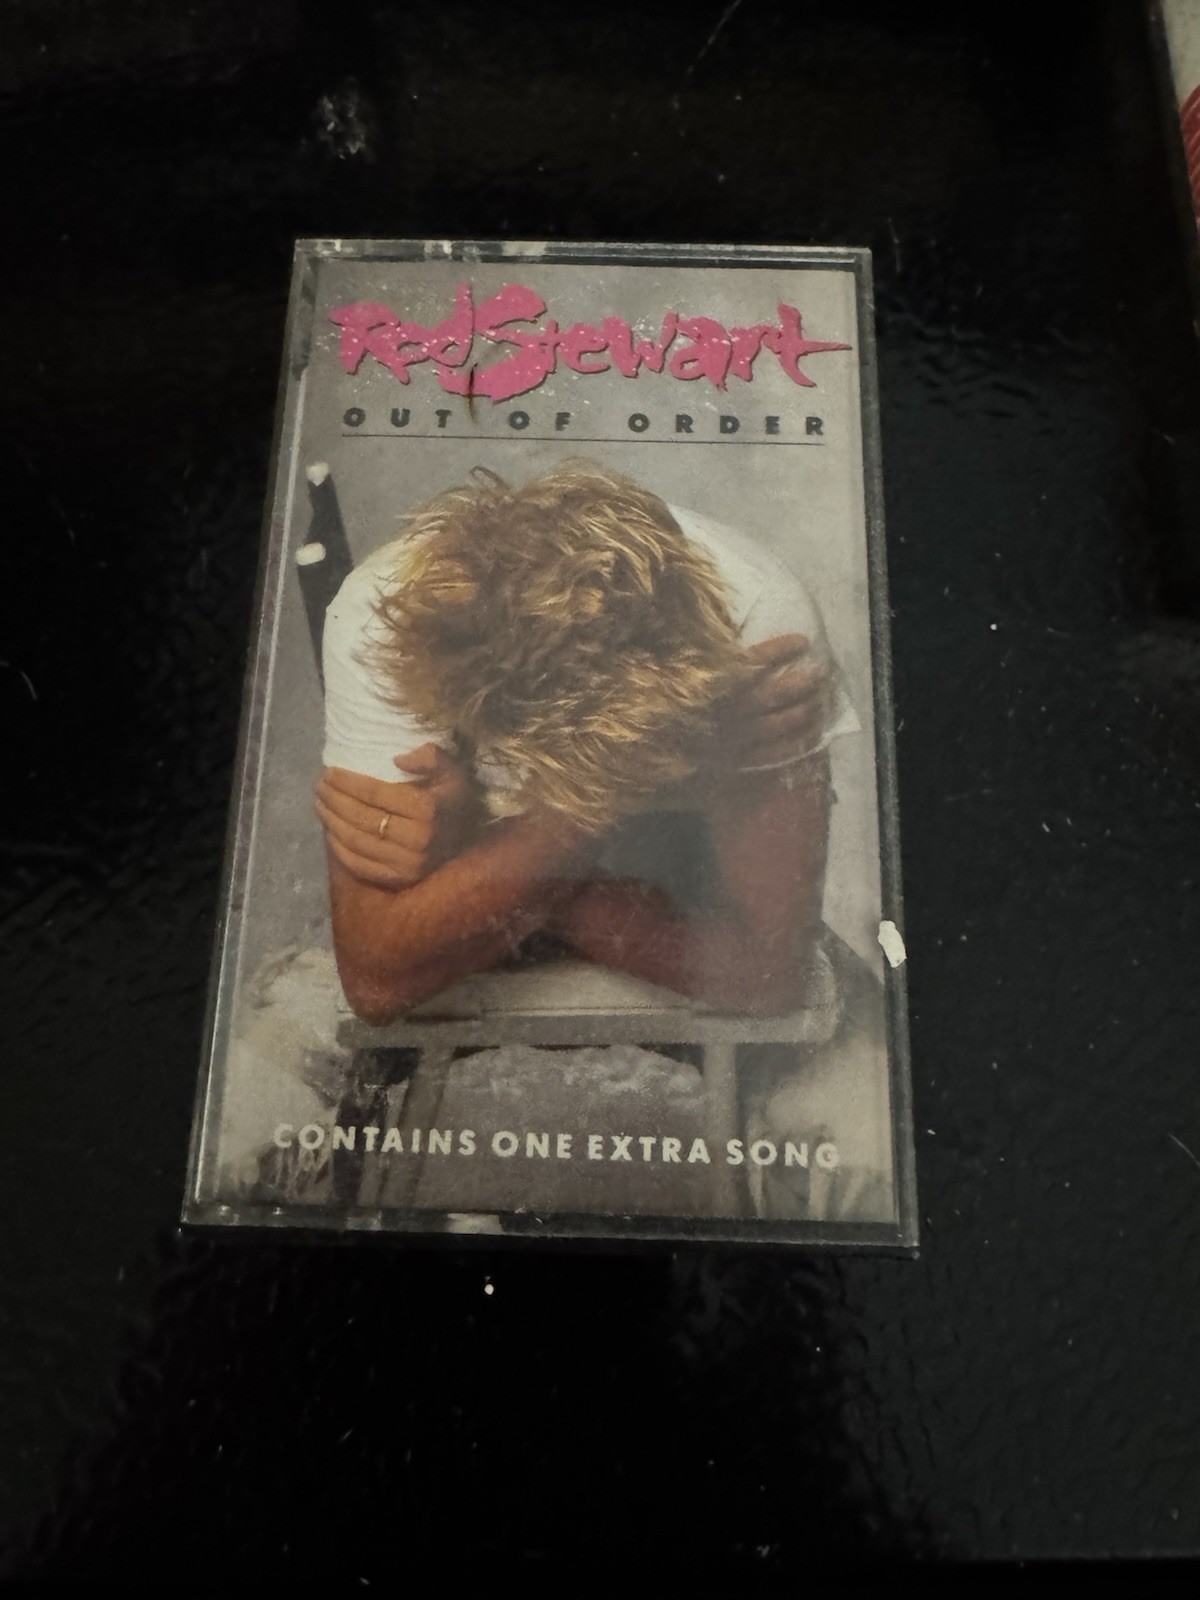 Rod Stewart
OUT OF ORDER
CONTAINS ONE EXTRA SONG